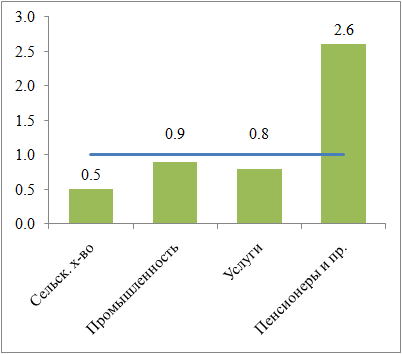 3.0
2.5
2.0
1.5
1.0
0.5
0.0
0.5
0.9
0.8
2.6
Сельск. х-во
Промышленность
Услуги
Пенсионеры и пр.